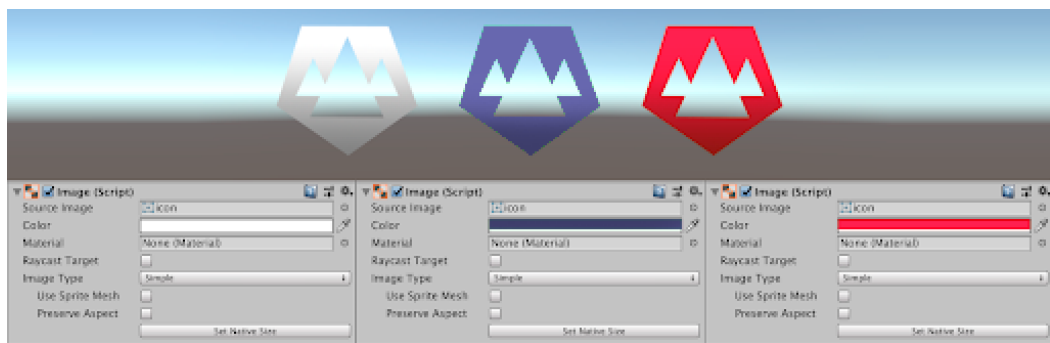 Image (Script)
Source Image icon
Color
Material None (Material)
Raycast Target
Image Type Simple
Use Sprite Mesh
Preserve Aspect
Set Native Size
Image (Script)
Source Image icon
Color
Material None (Material)
Raycast Target
Image Type Simple
Use Sprite Mesh
Preserve Aspect
Set Native Size
Image (Script)
Source Image icon
Color
Material None (Material)
Raycast Target
Image Type Simple
Use Sprite Mesh
Preserve Aspect
Set Native Size